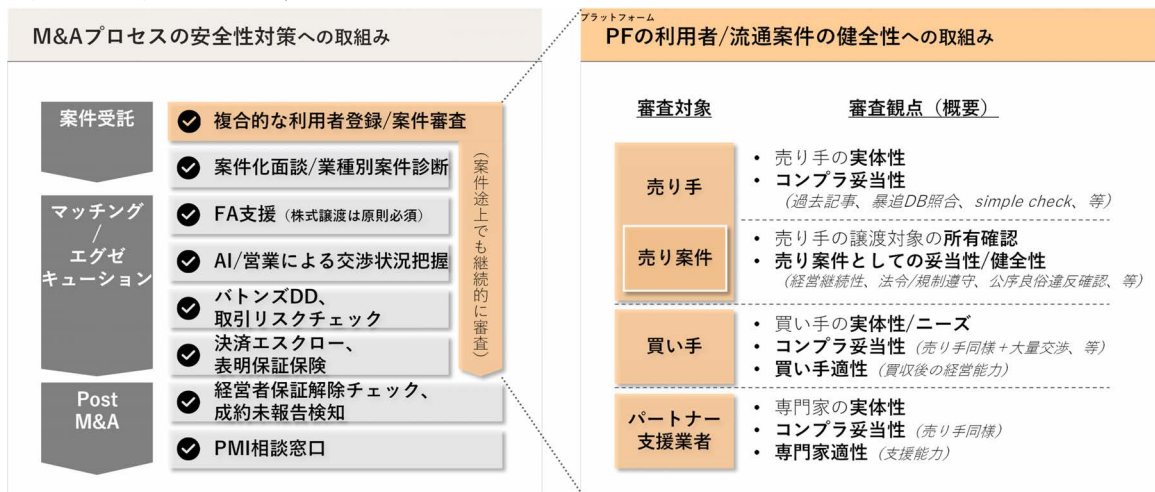 M&Aプロセスの安全性対策への取組み
案件受託
複合的な利用者登録/案件審査
案件化面談/業種別案件診断
マッチング
/
エグゼ
キューション
FA支援（株式譲渡は原則必須）
AI/営業による交渉状況把握
バトンズDD、
取引リスクチェック
決済エスクロー、
表明保証保険
（案件途上でも継続的に審査）
Post
M&A
経営者保証解除チェック、
成約未報告検知
PMI相談窓口
プラットフォーム
PFの利用者/流通案件の健全性への取組み
審査対象
審査観点（概要）
売り手
• 売り手の実体性
• コンプラ妥当性
（過去記事、暴追DB照合、simple check、等）
売り案件
• 売り手の譲渡対象の所有確認
• 売り案件としての妥当性/健全性
（経営継続性、法令/規制遵守、公序良俗違反確認、等）
買い手
• 買い手の実体性/ニーズ
• コンプラ妥当性（売り手同様＋大量交渉、等）
• 買い手適性（買収後の経営能力）
パートナー
支援業者
• 専門家の実体性
• コンプラ妥当性（売り手同様）
• 専門家適性（支援能力）